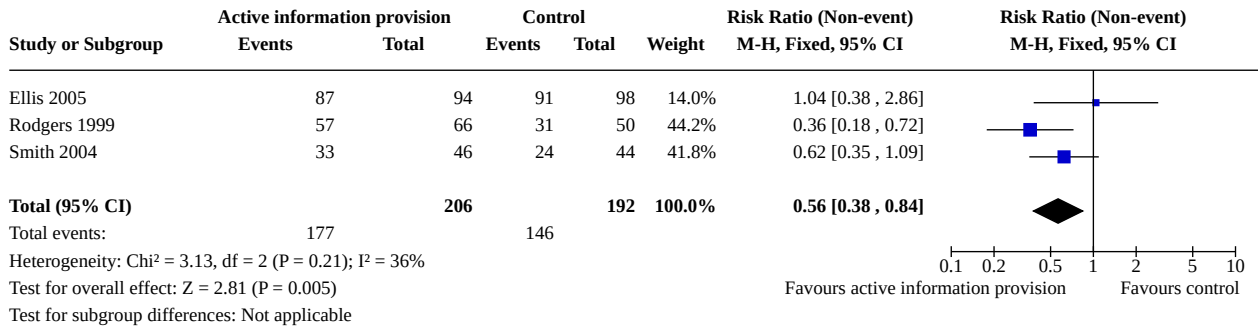 Active information provision Control Risk Ratio (Non-event) Risk Ratio (Non-event)
Study or Subgroup Events Total Events Total Weight M-H, Fixed, 95% CI M-H, Fixed, 95% CI
Ellis 2005 87 94 91 98 14.0% 1.04 [0.38 , 2.86]
Rodgers 1999 57 66 31 50 44.2% 0.36 [0.18 , 0.72]
Smith 2004 33 46 24 44 41.8% 0.62 [0.35 , 1.09]
Total (95% CI) 206 192 100.0% 0.56 [0.38 , 0.84]
Total events: 177 146
Heterogeneity: Chi² = 3.13, df = 2 (P = 0.21); I² = 36%
0.1 0.2 0.5 1 2 5 10
Test for overall effect: Z = 2.81 (P = 0.005) Favours active information provision Favours control
Test for subgroup differences: Not applicable